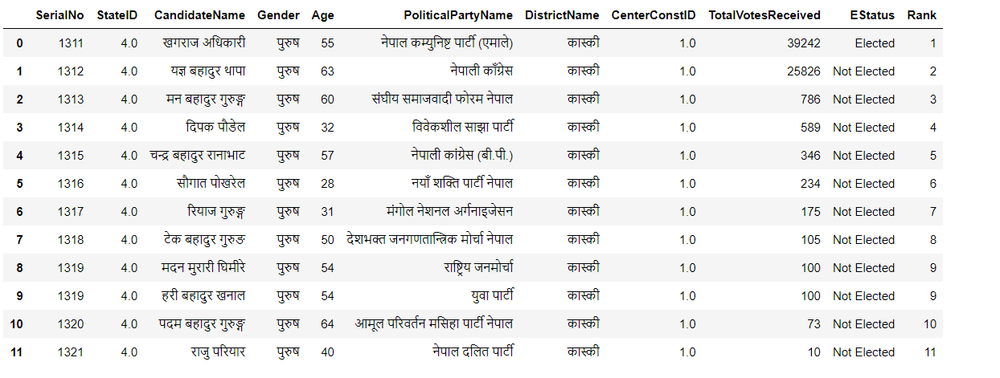 SerialNo StateID CandidateName Gender Age PoliticalPartyName DistrictName CenterConstID TotalVotesReceived EStatus Rank
0 1311 4.0 खगराज अधिकारी पुरुष 55 नेपाल कम्युनिष्ट पार्टी (एमाले) कास्की 1.0 39242 Elected 1
1 1312 4.0 यज्ञ बहादुर थापा पुरुष 63 नेपाली काँग्रेस कास्की 1.0 25826 Not Elected 2
2 1313 4.0 मन बहादुर गुरुङ्ग पुरुष 60 संघीय समाजवादी फोरम नेपाल कास्की 1.0 786 Not Elected 3
3 1314 4.0 दिपक पौडेल पुरुष 32 विवेकशील साझा पार्टी कास्की 1.0 589 Not Elected 4
4 1315 4.0 चन्द्र बहादुर रानाभाट पुरुष 57 नेपाली कांग्रेस (बी.पी.) कास्की 1.0 346 Not Elected 5
5 1316 4.0 सौगात पोखरेल पुरुष 28 नयाँ शक्ति पार्टी नेपाल कास्की 1.0 234 Not Elected 6
6 1317 4.0 रियाज गुरुङ्ग पुरुष 31 मंगोल नेशनल अर्गनाइजेसन कास्की 1.0 175 Not Elected 7
7 1318 4.0 टेक बहादुर गुरुङ पुरुष 50 देशभक्त जनगणतान्त्रिक मोर्चा नेपाल कास्की 1.0 105 Not Elected 8
8 1319 4.0 मदन मुरारी घिमीरे पुरुष 54 राष्ट्रिय जनमोर्चा कास्की 1.0 100 Not Elected 9
9 1319 4.0 हरी बहादुर खनाल पुरुष 54 युवा पार्टी कास्की 1.0 100 Not Elected 9
10 1320 4.0 पदम बहादुर गुरुङ्ग पुरुष 64 आमूल परिवर्तन मसिहा पार्टी नेपाल कास्की 1.0 73 Not Elected 10
11 1321 4.0 राजु परियार पुरुष 40 नेपाल दलित पार्टी कास्की 1.0 10 Not Elected 11